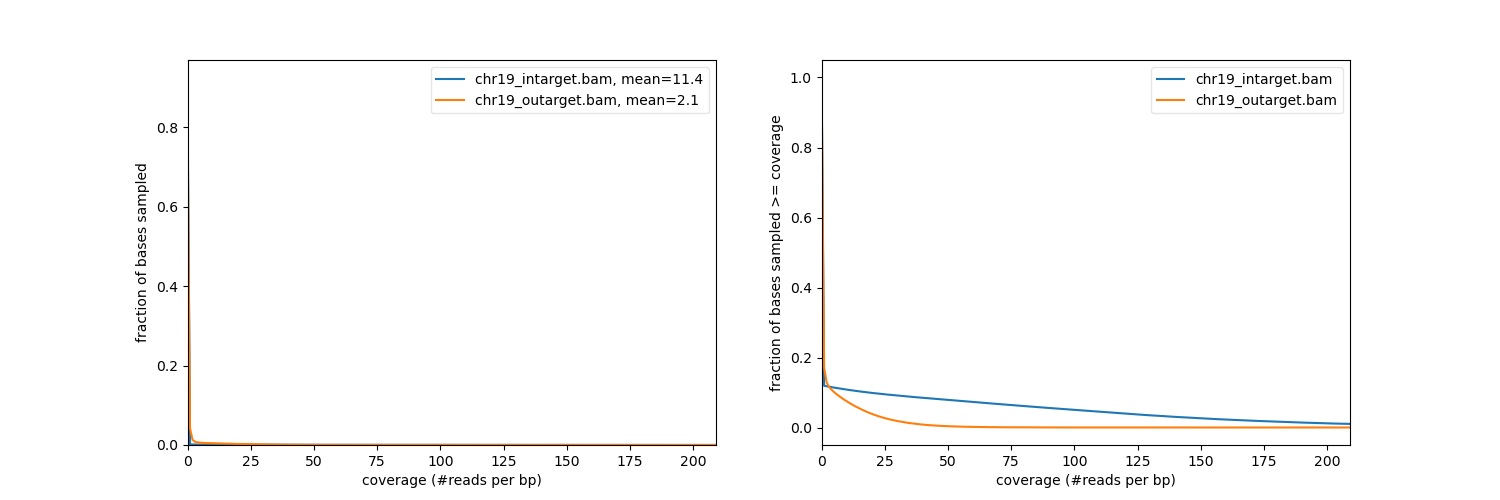 chr19_intarget.bam, mean=11.4
chr19_outarget.bam, mean=2.1
fraction of bases sampled
0.8
0.6
0.4
0.2
0.0
0 25 50 75 100 125 150 175 200
coverage (#reads per bp)
chr19_intarget.bam
chr19_outarget.bam
fraction of bases sampled >= coverage
1.0
0.8
0.6
0.4
0.2
0.0
0 25 50 75 100 125 150 175 200
coverage (#reads per bp)